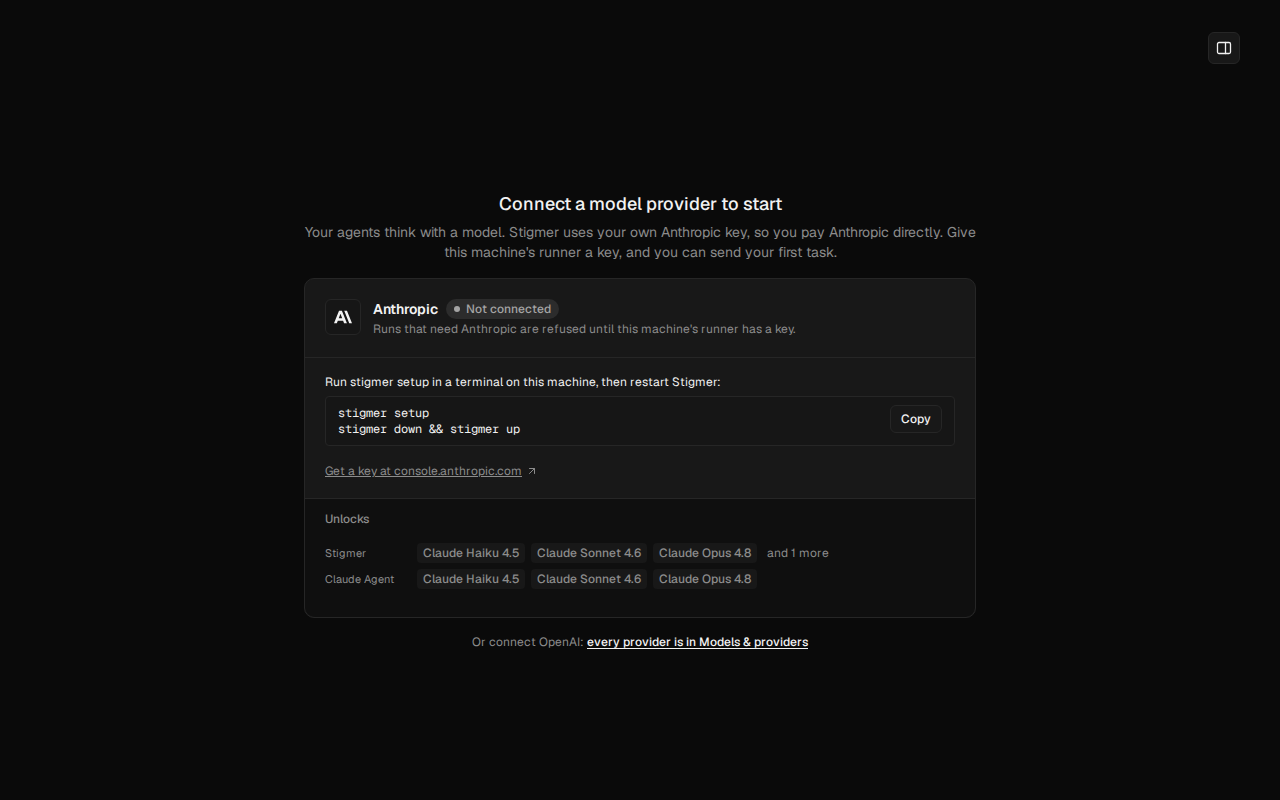 Connect a model provider to start
Your agents think with a model. Stigmer uses your own Anthropic key, so you pay Anthropic directly. Give
this machine's runner a key, and you can send your first task.
Anthropic
Not connected
Runs that need Anthropic are refused until this machine's runner has a key.
Run stigmer setup in a terminal on this machine, then restart Stigmer:
stigmer setup
stigmer down && stigmer up
Copy
Get a key at console.anthropic.com
Unlocks
Stigmer Claude Haiku 4.5 Claude Sonnet 4.6 Claude Opus 4.8 and 1 more
Claude Agent Claude Haiku 4.5 Claude Sonnet 4.6 Claude Opus 4.8
Or connect OpenAI: every provider is in Models & providers